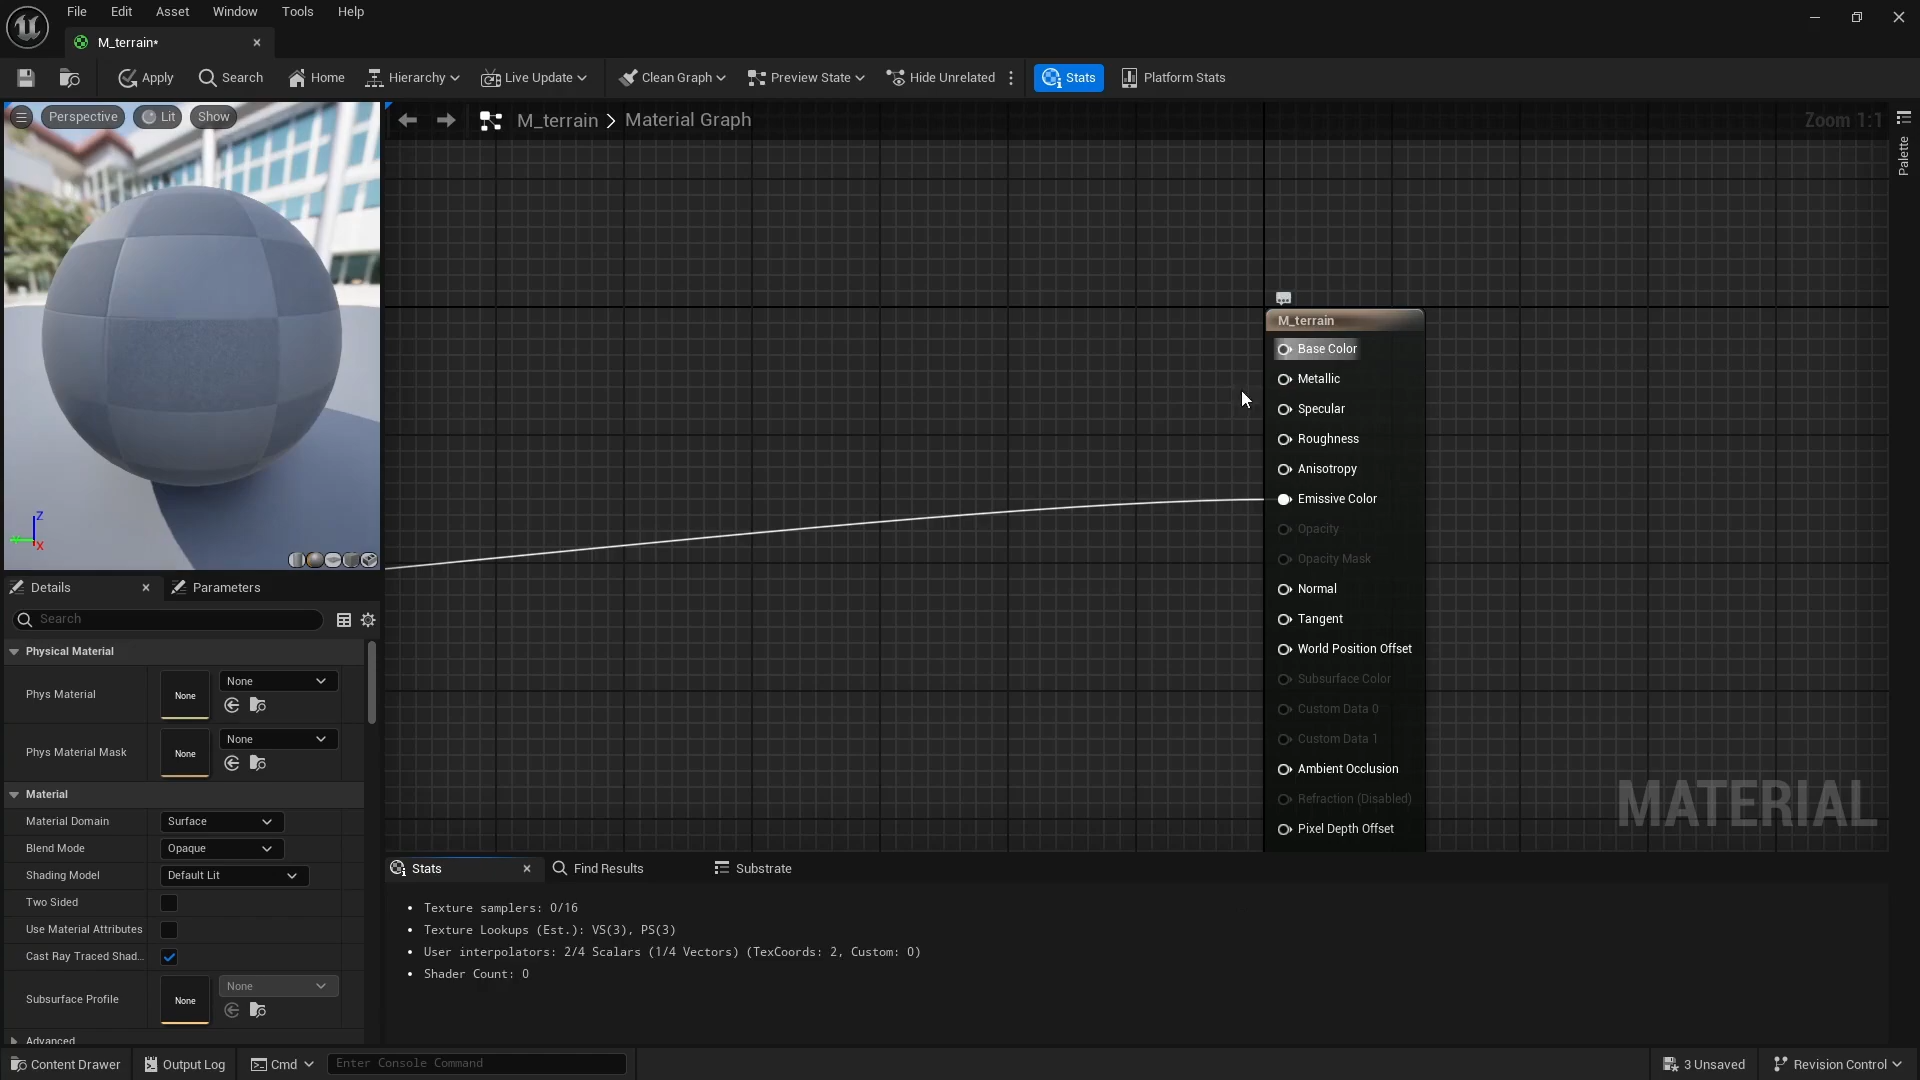 File Edit Asset Window Tools Help
M_terrain*
Apply Search Home Hierarchy Live Update Clean Graph Preview State Hide Unrelated Stats Platform Stats
Perspective Lit Show
M_terrain > Material Graph
Zoom 1:1
Palette
M_terrain
Base Color
Metallic
Specular
Roughness
Anisotropy
Emissive Color
Opacity
Opacity Mask
Normal
Tangent
World Position Offset
Subsurface Color
Custom Data 0
Custom Data 1
Ambient Occlusion
Refraction (Disabled)
Pixel Depth Offset
MATERIAL
Z
X
Details Parameters
Search
Physical Material
Phys Material None None
Phys Material Mask None None
Material
Material Domain Surface
Blend Mode Opaque
Shading Model Default Lit
Two Sided
Use Material Attributes
Cast Ray Traced Shad...
Subsurface Profile None None
Advanced
Stats Find Results Substrate
• Texture samplers: 0/16
• Texture Lookups (Est.): VS(3), PS(3)
• User interpolators: 2/4 Scalars (1/4 Vectors) (TexCoords: 2, Custom: 0)
• Shader Count: 0
Content Drawer Output Log Cmd Enter Console Command 3 Unsaved Revision Control